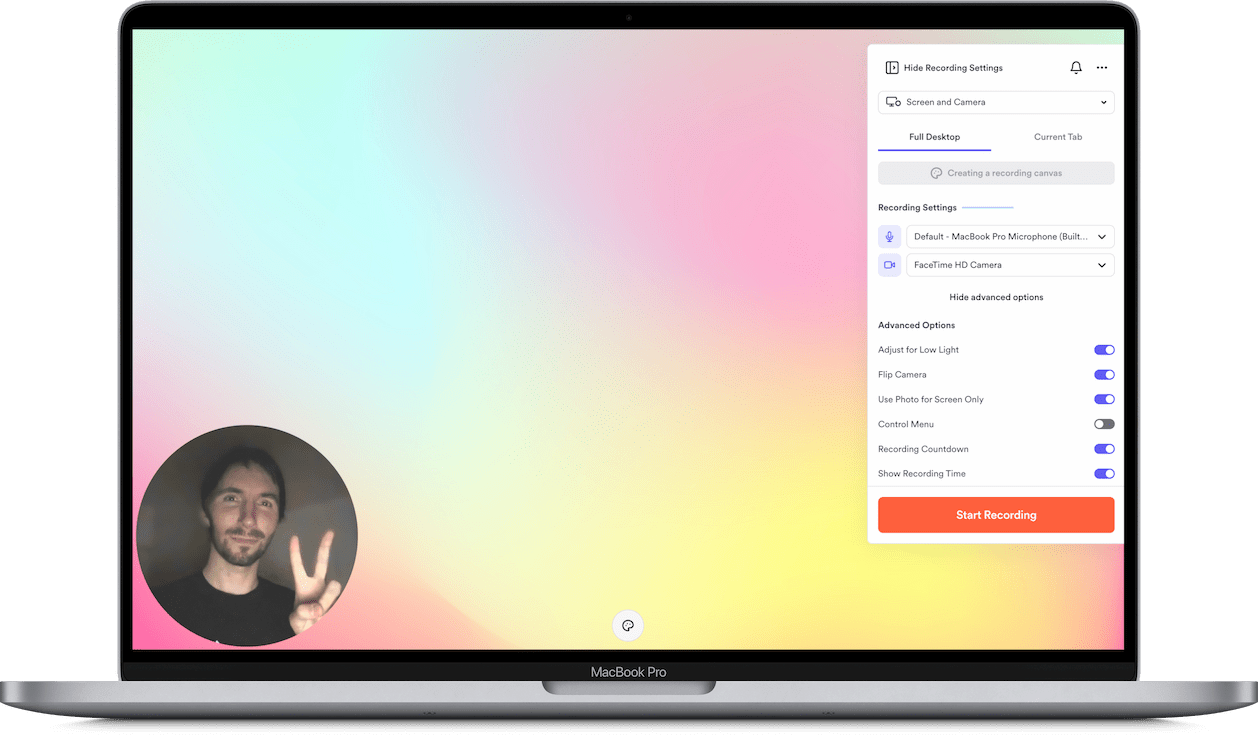 Hide Recording Settings
Screen and Camera
Full Desktop
Current Tab
Creating a recording canvas
Recording Settings
Default - MacBook Pro Microphone (Built...
FaceTime HD Camera
Hide advanced options
Advanced Options
Adjust for Low Light
Flip Camera
Use Photo for Screen Only
Control Menu
Recording Countdown
Show Recording Time
Start Recording
MacBook Pro